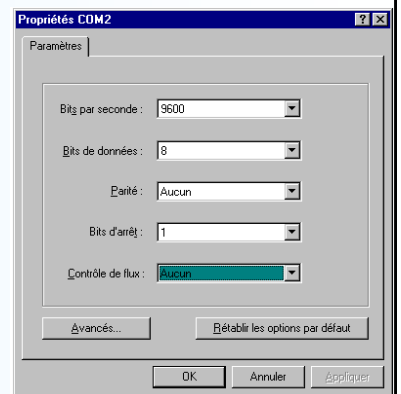 Propriétés COM2
Paramètres
Bits par seconde : 9600
Bits de données : 8
Parité : Aucun
Bits d'arrêt : 1
Contrôle de flux : Aucun
Avancés... Rétablir les options par défaut
OK Annuler Appliquer